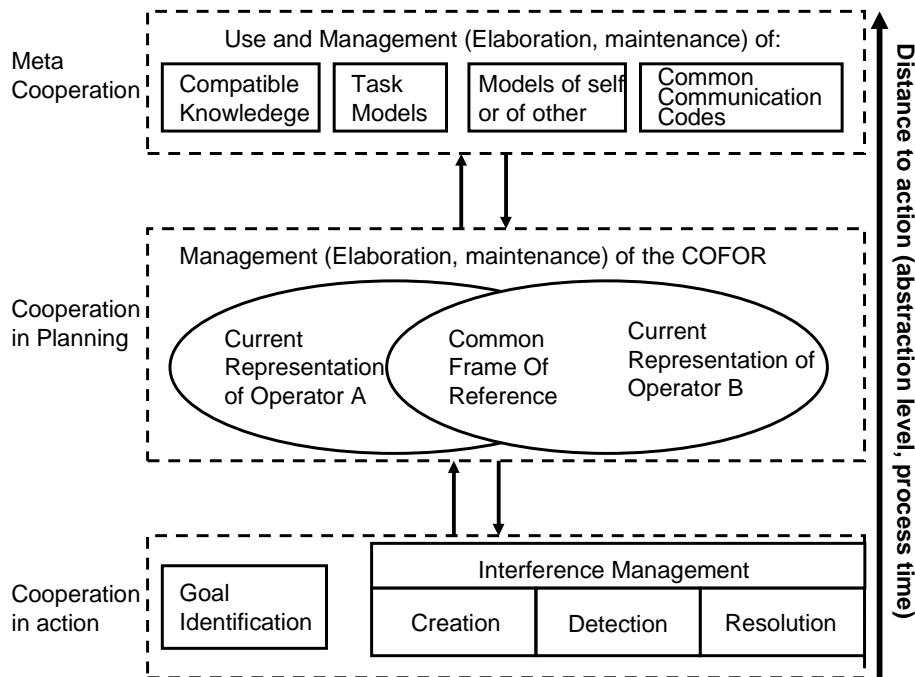 Meta
Cooperation
Use and Management (Elaboration, maintenance) of:
Compatible
Knowledege
Task
Models
Models of self
or of other
Common
Communication
Codes
Cooperation
in Planning
Management (Elaboration, maintenance) of the COFOR
Current
Representation
of Operator A
Common
Frame Of
Reference
Current
Representation of
Operator B
Cooperation
in action
Goal
Identification
Interference Management
Creation
Detection
Resolution
Distance to action (abstraction level, process time)